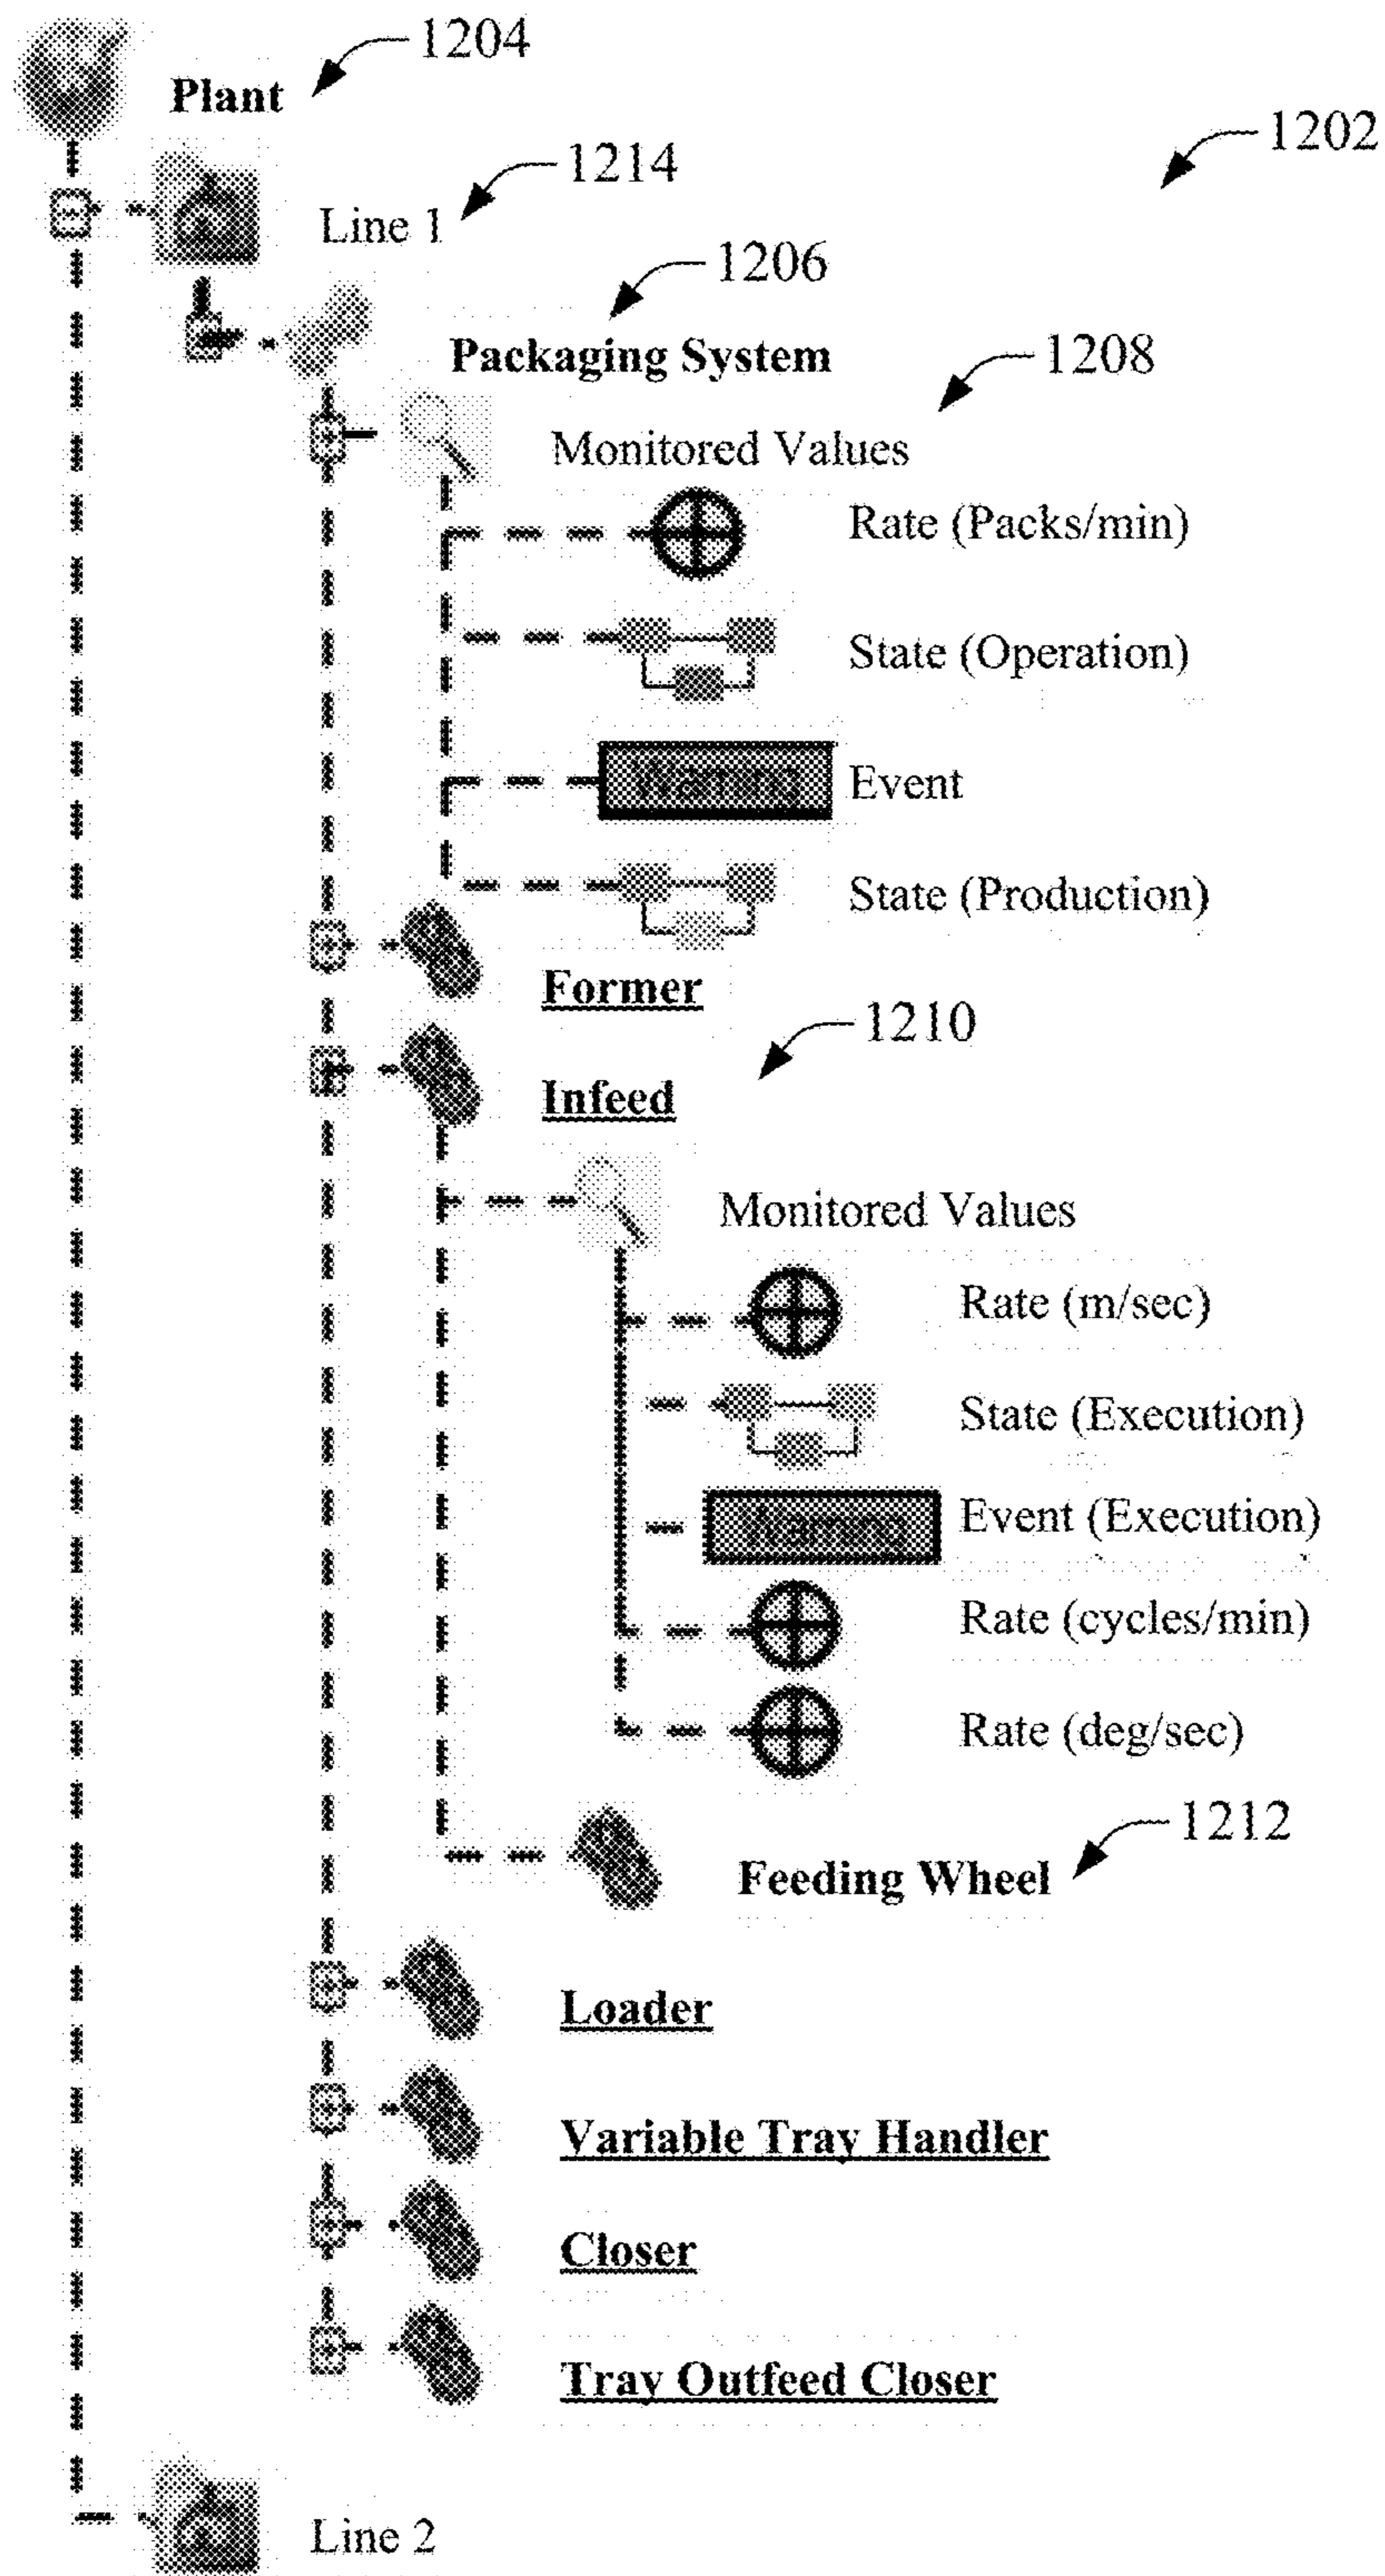 1204
Plant
1202
1214
Line 1
1206
Packaging System
1208
Monitored Values
Rate (Packs/min)
State (Operation)
Warning
Event
State (Production)
Former
1210
Infeed
Monitored Values
Rate (m/sec)
State (Execution)
Warning
Event (Execution)
Rate (cycles/min)
Rate (deg/sec)
1212
Feeding Wheel
Loader
Variable Tray Handler
Closer
Tray Outfeed Closer
Line 2